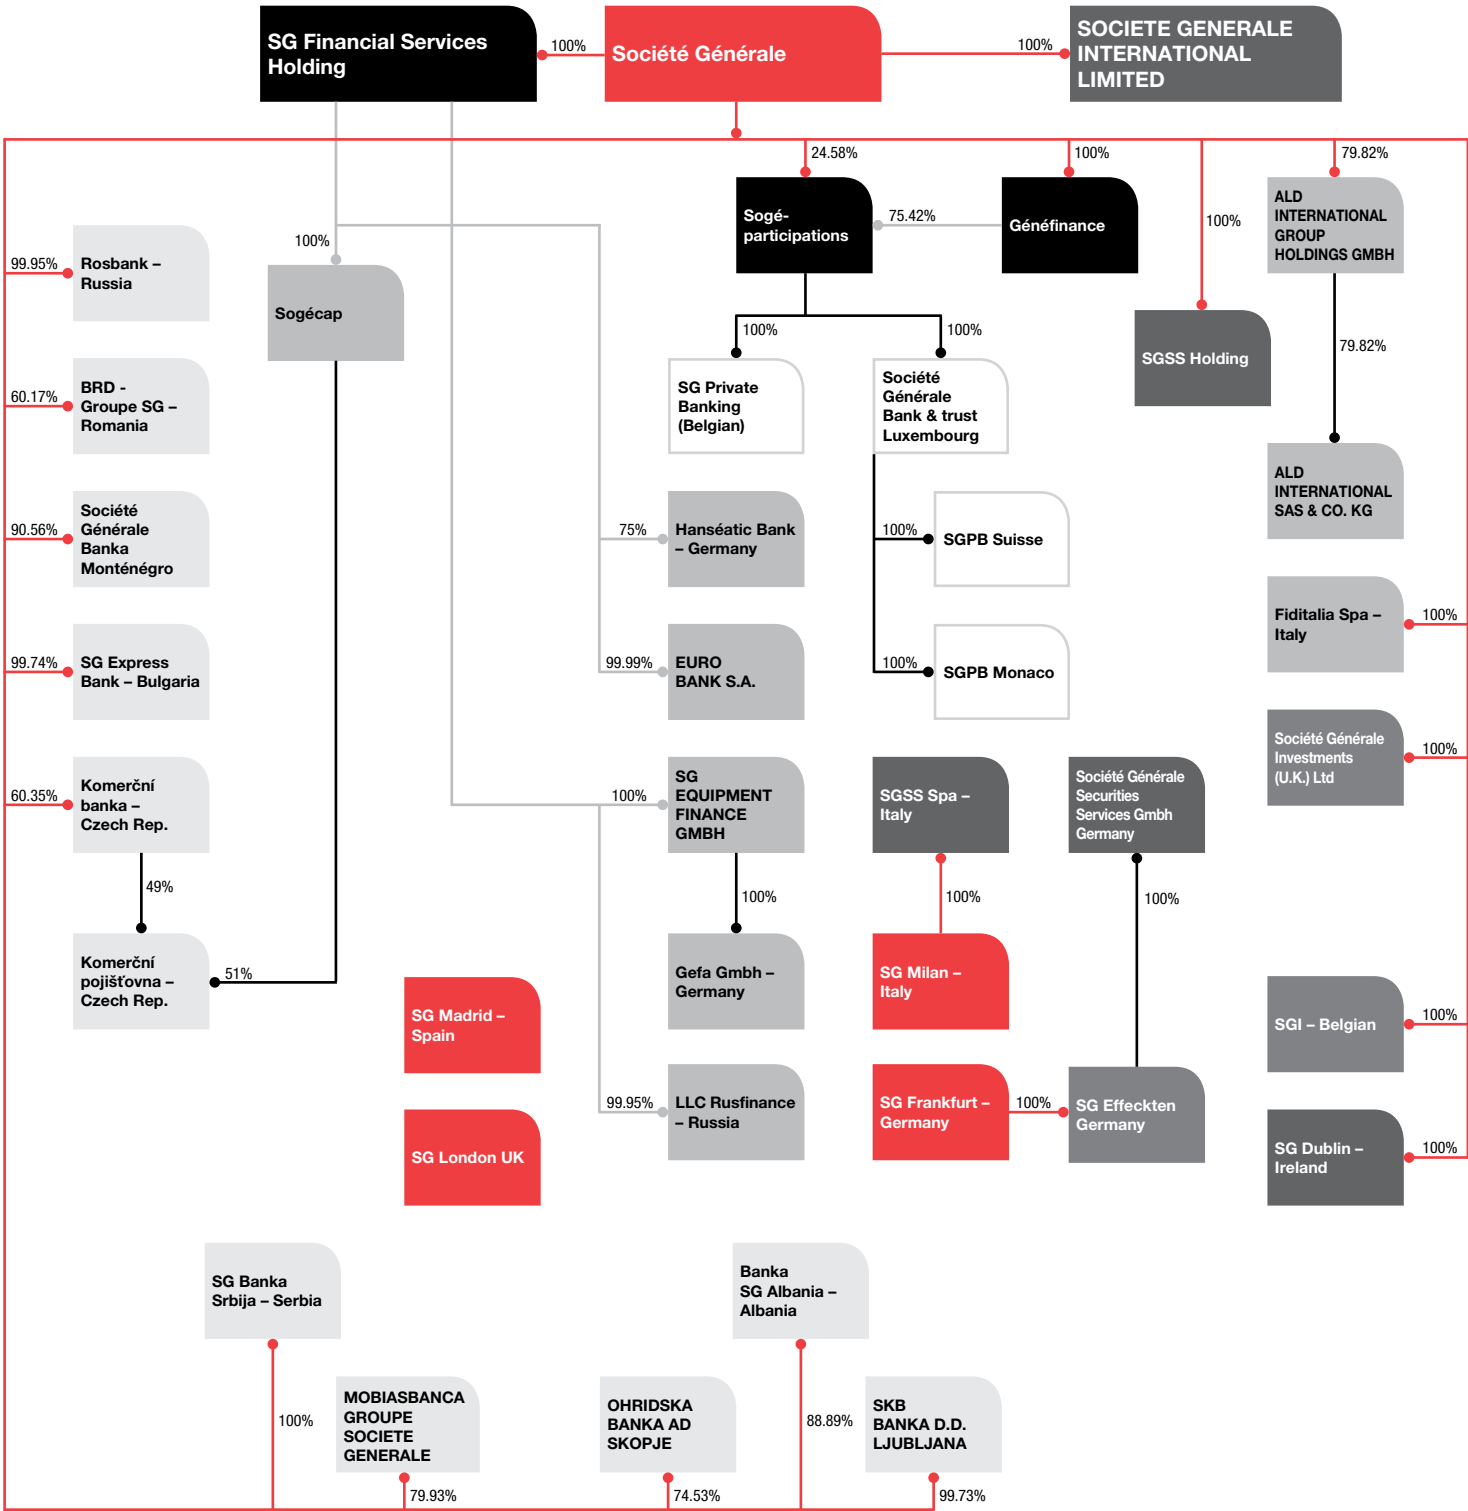 SG Financial Services
Holding
100%
Société Générale
100%
SOCIETE GENERALE
INTERNATIONAL
LIMITED
24.58%
100%
79.82%
Sogé-
participations
75.42%
Généfinance
100%
ALD
INTERNATIONAL
GROUP
HOLDINGS GMBH
99.95%
Rosbank –
Russia
100%
Sogécap
100%
100%
SGSS Holding
79.82%
60.17%
BRD -
Groupe SG –
Romania
SG Private
Banking
(Belgian)
Société
Générale
Bank & trust
Luxembourg
90.56%
Société
Générale
Banka
Monténégro
75%
Hanséatic Bank
– Germany
100%
SGPB Suisse
ALD
INTERNATIONAL
SAS & CO. KG
99.74%
SG Express
Bank – Bulgaria
99.99%
EURO
BANK S.A.
100%
SGPB Monaco
Fiditalia Spa –
Italy
100%
60.35%
Komerční
banka –
Czech Rep.
100%
SG
EQUIPMENT
FINANCE
GMBH
SGSS Spa –
Italy
Société Générale
Securities
Services Gmbh
Germany
Société Générale
Investments
(U.K.) Ltd
100%
49%
100%
100%
100%
Komerční
pojišťovna –
Czech Rep.
51%
SG Madrid –
Spain
Gefa Gmbh –
Germany
SG Milan –
Italy
SGI – Belgian
100%
SG London UK
99.95%
LLC Rusfinance
– Russia
SG Frankfurt –
Germany
100%
SG Effeckten
Germany
SG Dublin –
Ireland
100%
SG Banka
Srbija – Serbia
Banka
SG Albania –
Albania
100%
MOBIASBANCA
GROUPE
SOCIETE
GENERALE
OHRIDSKA
BANKA AD
SKOPJE
88.89%
SKB
BANKA D.D.
LJUBLJANA
79.93%
74.53%
99.73%